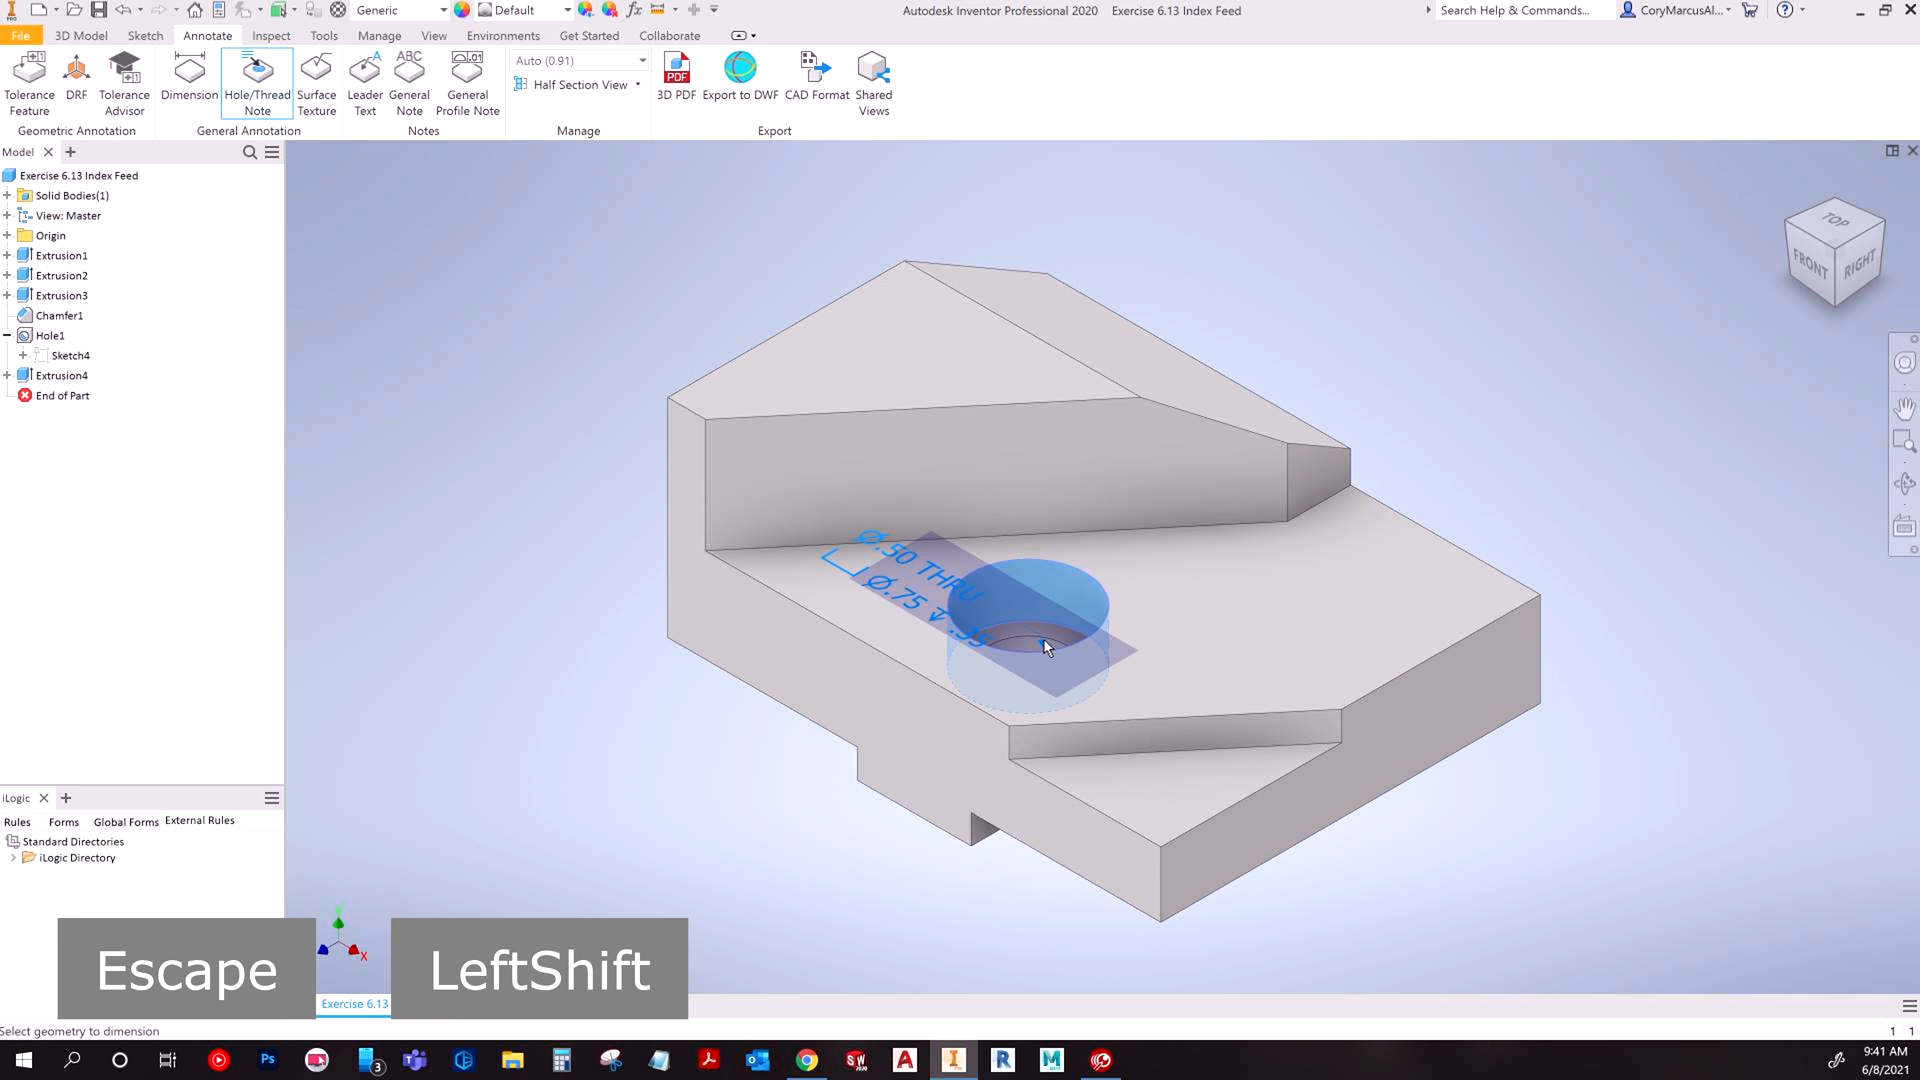 Generic
Default
Autodesk Inventor Professional 2020 Exercise 6.13 Index Feed
Search Help & Commands...
CoryMarcusAl...
File 3D Model Sketch Annotate Inspect Tools Manage View Environments Get Started Collaborate
Tolerance Feature
DRF
Tolerance Advisor
Dimension
Hole/Thread Note
Surface Texture
Leader Text
General Note
General Profile Note
Auto (0.91)
Half Section View
3D PDF
Export to DWF
CAD Format
Shared Views
Geometric Annotation
General Annotation
Notes
Manage
Export
Model
Exercise 6.13 Index Feed
Solid Bodies(1)
View: Master
Origin
Extrusion1
Extrusion2
Extrusion3
Chamfer1
Hole1
Sketch4
Extrusion4
End of Part
TOP
FRONT
RIGHT
Ø.50 THRU
⌴Ø.75 ↧.35
iLogic
Rules Forms Global Forms External Rules
Standard Directories
iLogic Directory
X
Escape
LeftShift
Exercise 6.13
Select geometry to dimension
1 1
9:41 AM
6/8/2021